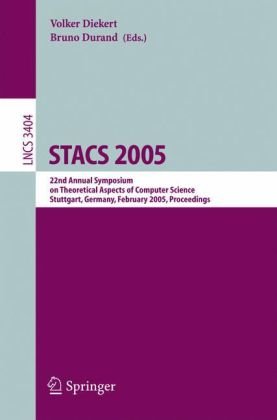 Volker Diekert
Bruno Durand (Eds.)
LNCS 3404
STACS 2005
22nd Annual Symposium
on Theoretical Aspects of Computer Science
Stuttgart, Germany, February 2005, Proceedings
Springer